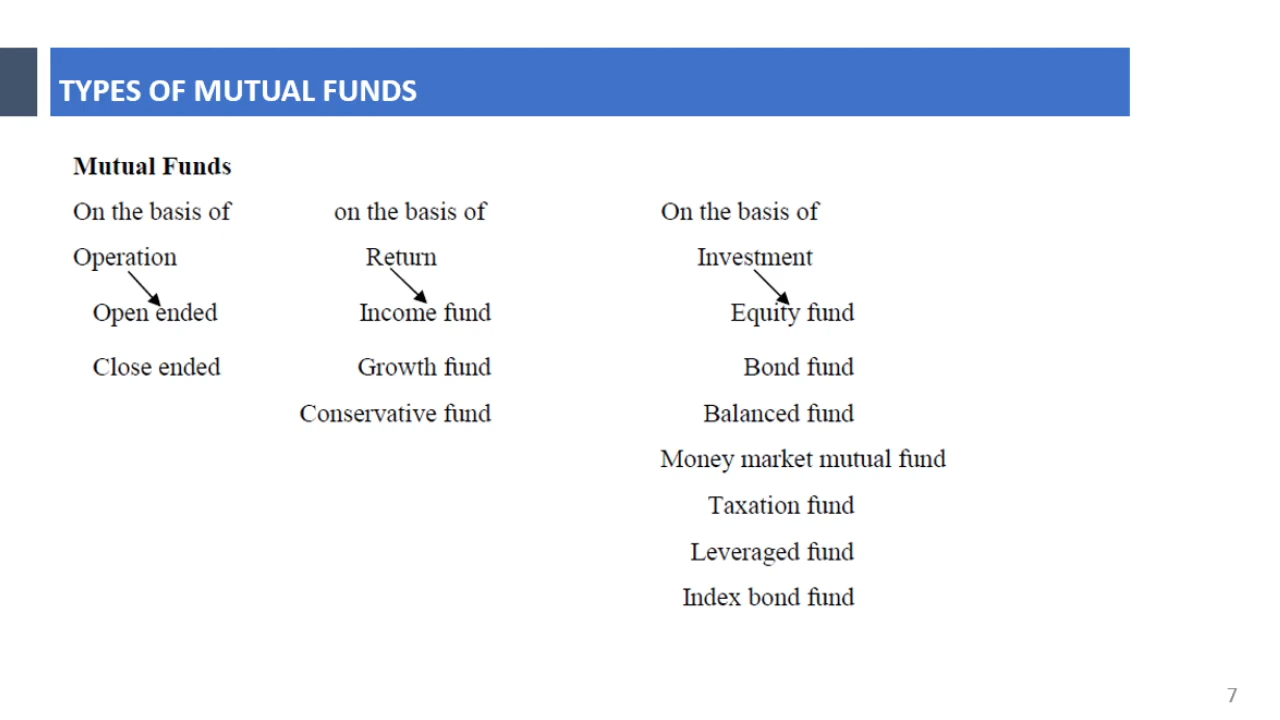 TYPES OF MUTUAL FUNDS
Mutual Funds
On the basis of on the basis of On the basis of
Operation Return Investment
Open ended Income fund Equity fund
Close ended Growth fund Bond fund
Conservative fund Balanced fund
Money market mutual fund
Taxation fund
Leveraged fund
Index bond fund
7